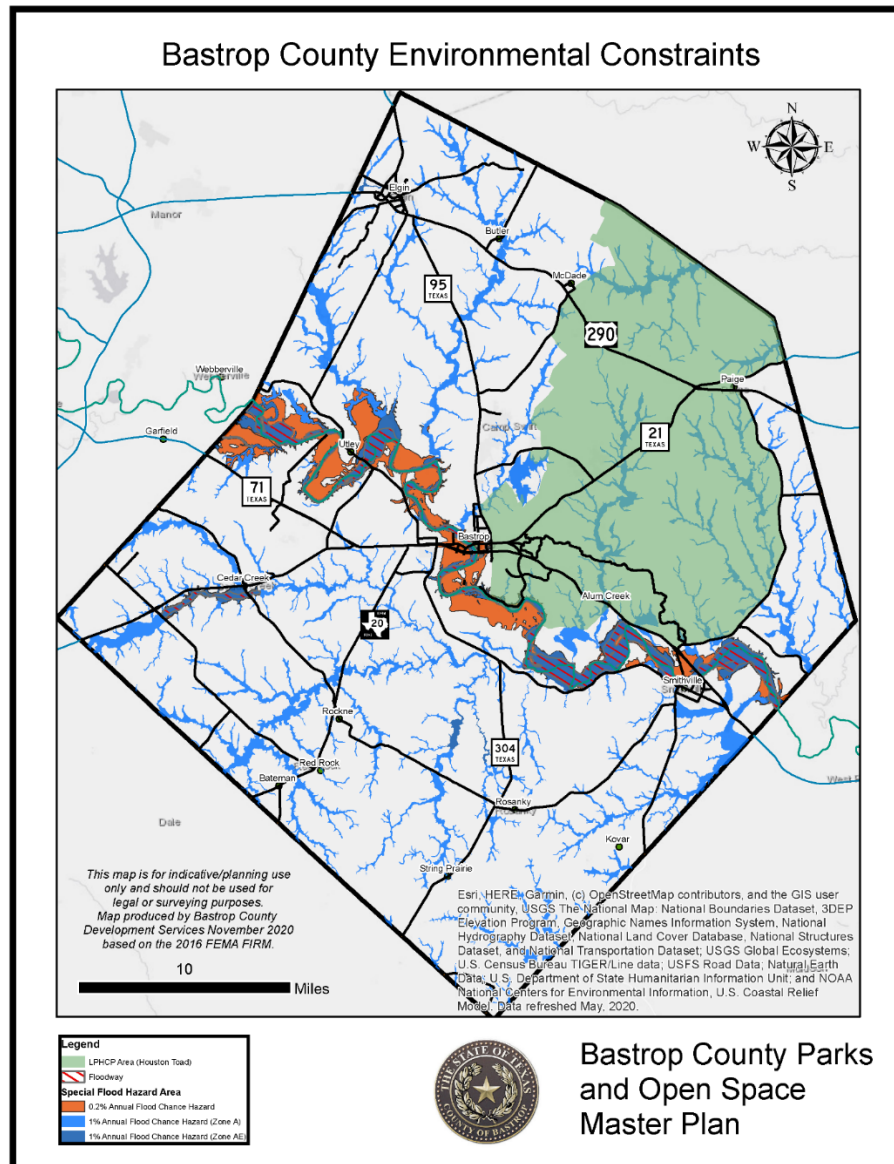 Bastrop County Environmental Constraints
N
W E
S
Manor
Elgin
Butler
McDade
95
TEXAS
290
Webberville
Paige
Garfield
Utley
Camp Swift
21
TEXAS
71
TEXAS
Bastrop
Cedar Creek
Alum Creek
20
Smithville
Rockne
304
TEXAS
Red Rock
Bateman
Rosanky
Dale
Kovar
String Prairie
This map is for indicative/planning use
only and should not be used for
legal or surveying purposes.
Map produced by Bastrop County
Development Services November 2020
based on the 2016 FEMA FIRM.
10
Miles
Esri, HERE, Garmin, (c) OpenStreetMap contributors, and the GIS user
community, USGS The National Map: National Boundaries Dataset, 3DEP
Elevation Program, Geographic Names Information System, National
Hydrography Dataset, National Land Cover Database, National Structures
Dataset, and National Transportation Dataset; USGS Global Ecosystems;
U.S. Census Bureau TIGER/Line data; USFS Road Data; Natural Earth
Data; U.S. Department of State Humanitarian Information Unit; and NOAA
National Centers for Environmental Information, U.S. Coastal Relief
Model. Data refreshed May, 2020.
Legend
LPHCP Area (Houston Toad)
Floodway
Special Flood Hazard Area
0.2% Annual Flood Chance Hazard
1% Annual Flood Chance Hazard (Zone A)
1% Annual Flood Chance Hazard (Zone AE)
THE STATE OF TEXAS
COUNTY OF BASTROP
Bastrop County Parks
and Open Space
Master Plan